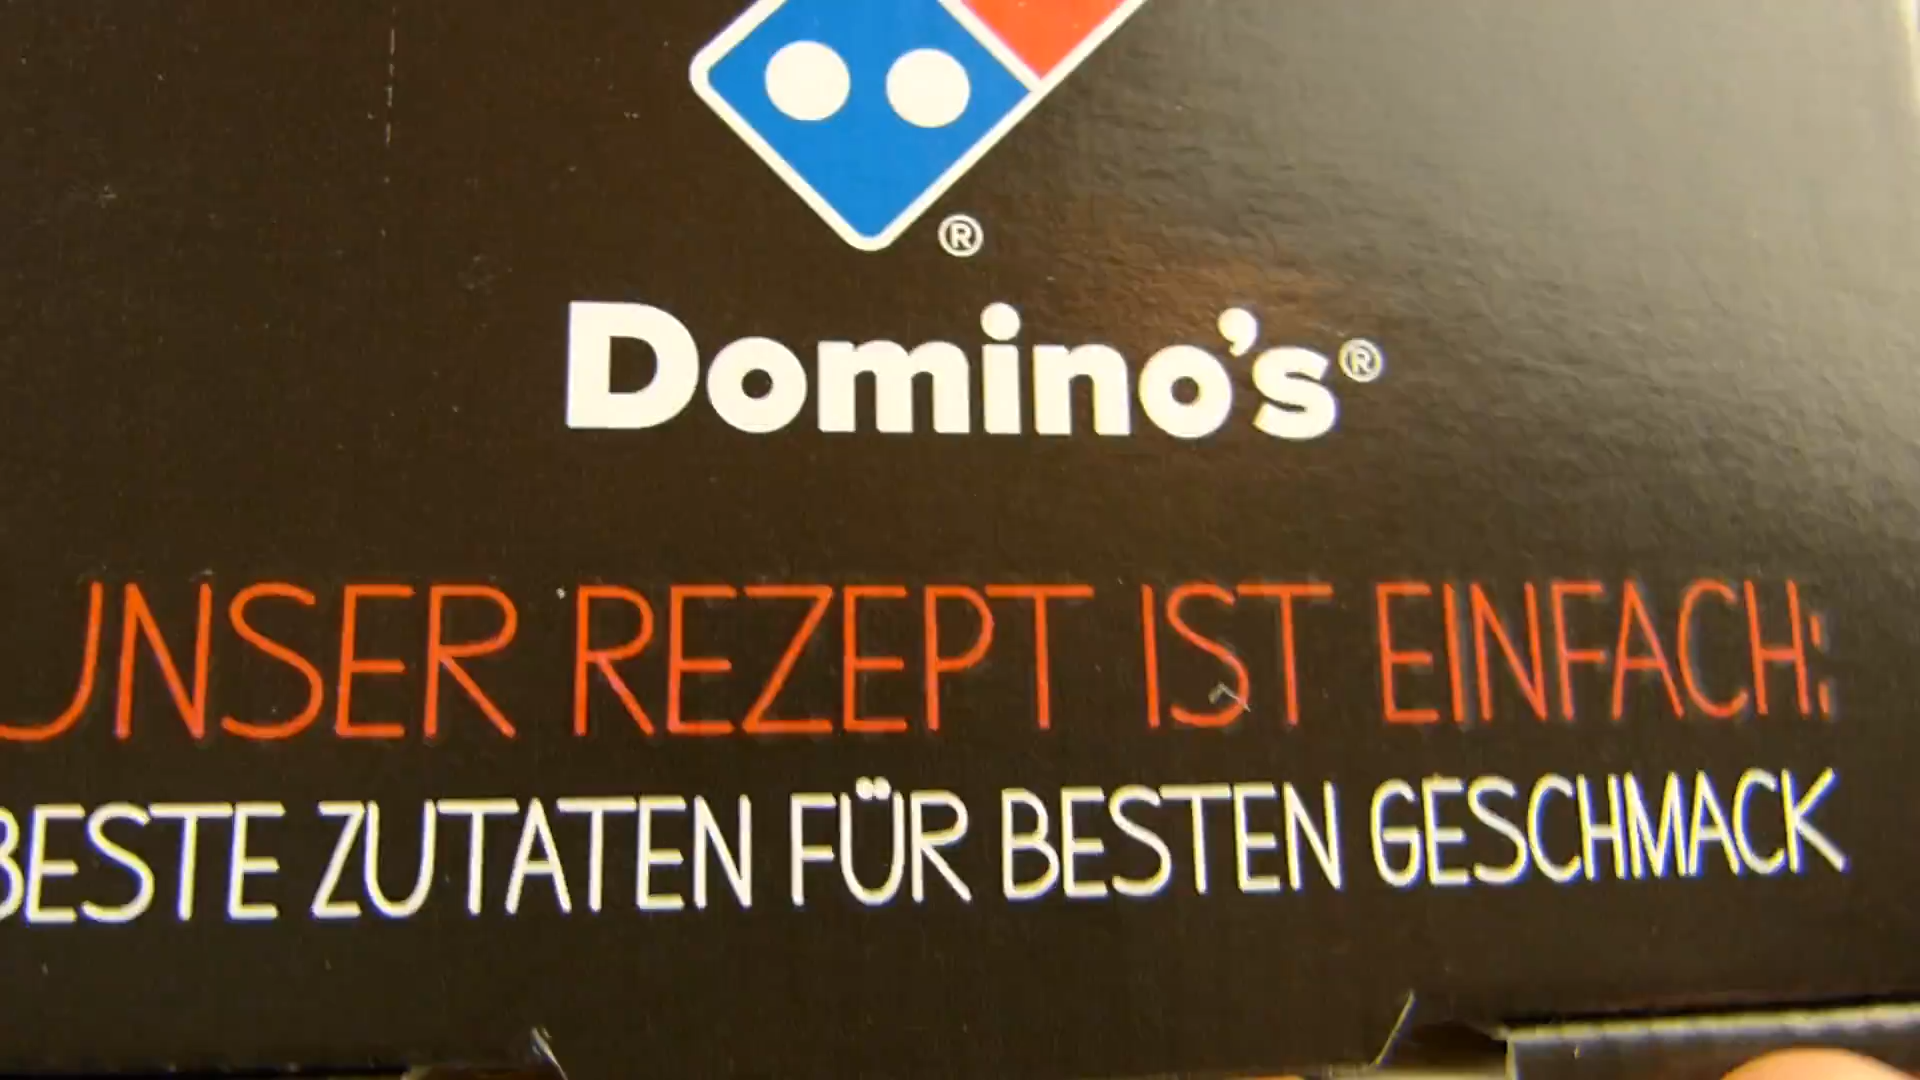 ®
Domino's®
UNSER REZEPT IST EINFACH:
BESTE ZUTATEN FÜR BESTEN GESCHMACK